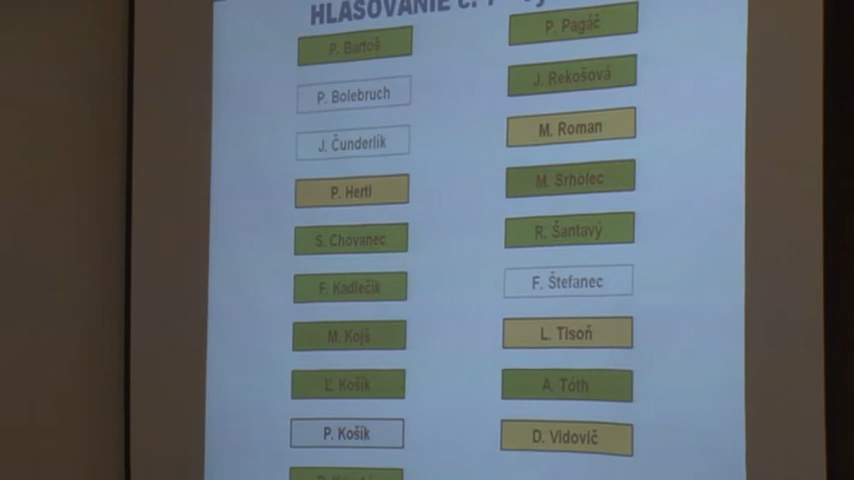 HLASOVANIE č.
P. Bartoš
P. Bolebruch
J. Čunderlík
P. Hertl
S. Chovanec
F. Kadlečík
M. Kojš
Ľ. Košík
P. Košík
P. Pagáč
J. Rekošová
M. Roman
M. Srholec
R. Šantavý
F. Štefanec
L. Tisoň
A. Tóth
D. Vidovič